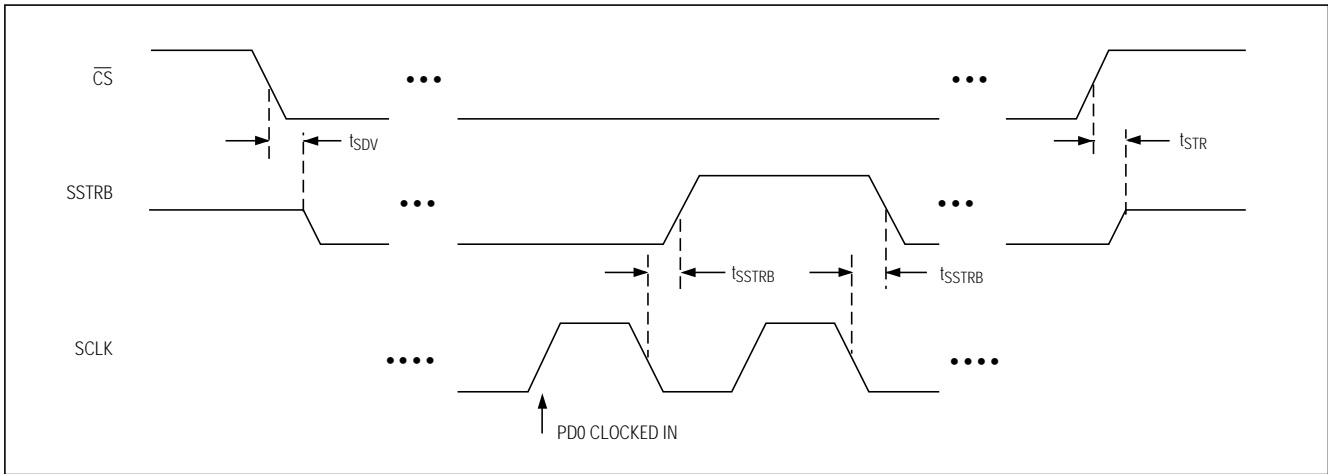 CS
tSDV
tSTR
SSTRB
tSSTRB
tSSTRB
SCLK
PD0 CLOCKED IN